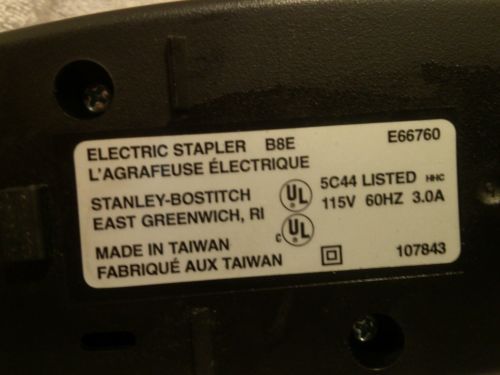 ELECTRIC STAPLER B8E E66760
L'AGRAFEUSE ÉLECTRIQUE
STANLEY-BOSTITCH UL 5C44 LISTED HHC
EAST GREENWICH, RI 115V 60HZ 3.0A
MADE IN TAIWAN C UL
FABRIQUÉ AUX TAIWAN 107843